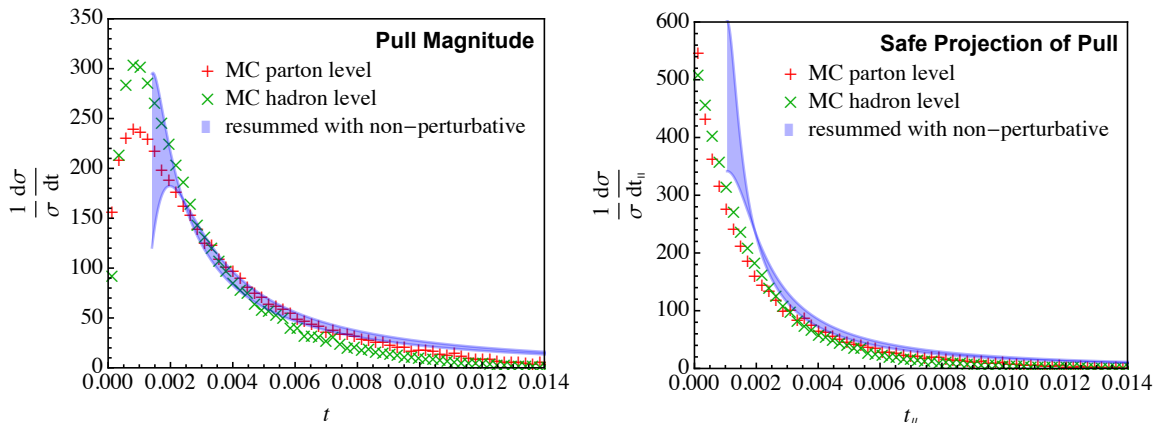 Pull Magnitude
MC parton level
MC hadron level
resummed with non−perturbative
350
300
250
200
150
100
50
0
0.000 0.002 0.004 0.006 0.008 0.010 0.012 0.014
1 dσ
σ dt
t
Safe Projection of Pull
MC parton level
MC hadron level
resummed with non−perturbative
600
500
400
300
200
100
0
0.000 0.002 0.004 0.006 0.008 0.010 0.012 0.014
1 dσ
σ dt||
t||